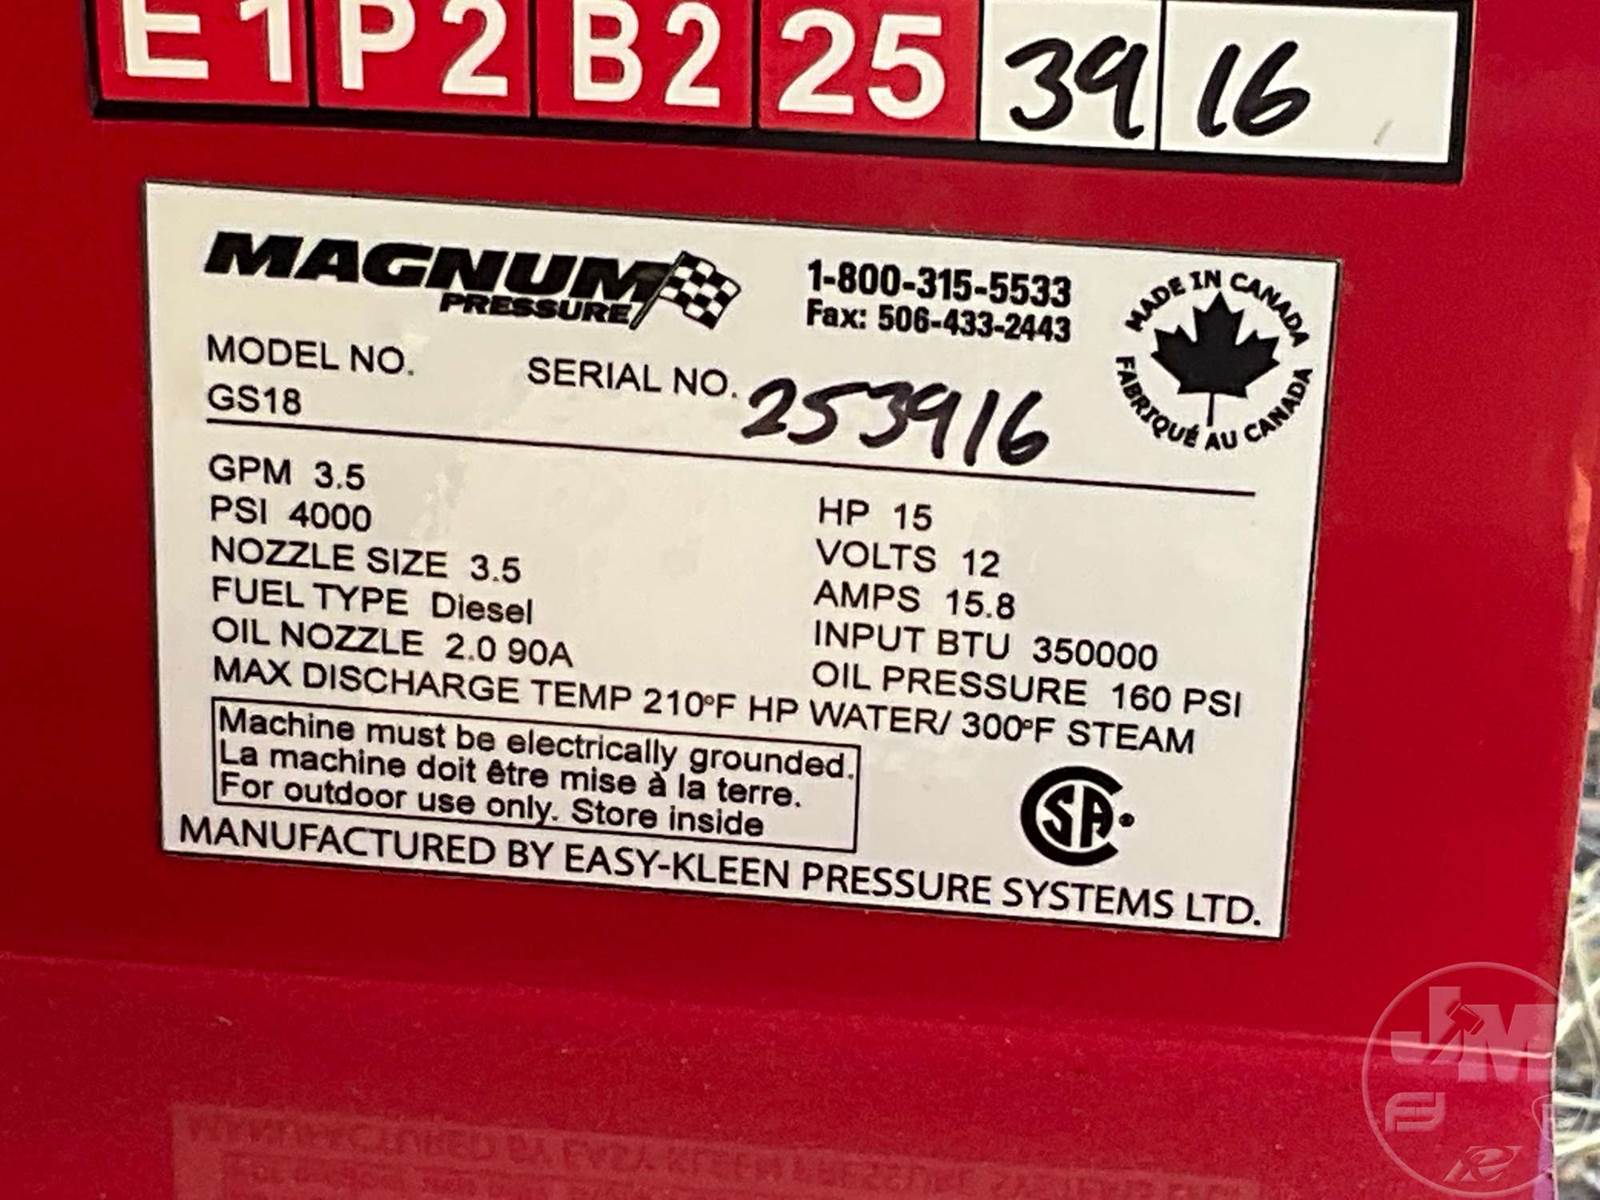 E1 P2 B2 25 39 16
MAGNUM
PRESSURE
1-800-315-5533
Fax: 506-433-2443
MADE IN CANADA
FABRIQUÉ AU CANADA
MODEL NO.
GS18
SERIAL NO. 253916
GPM 3.5
PSI 4000
NOZZLE SIZE 3.5
FUEL TYPE Diesel
OIL NOZZLE 2.0 90A
HP 15
VOLTS 12
AMPS 15.8
INPUT BTU 350000
OIL PRESSURE 160 PSI
MAX DISCHARGE TEMP 210°F HP WATER/ 300°F STEAM
Machine must be electrically grounded.
La machine doit être mise à la terre.
For outdoor use only. Store inside
CSA
MANUFACTURED BY EASY-KLEEN PRESSURE SYSTEMS LTD.
JM